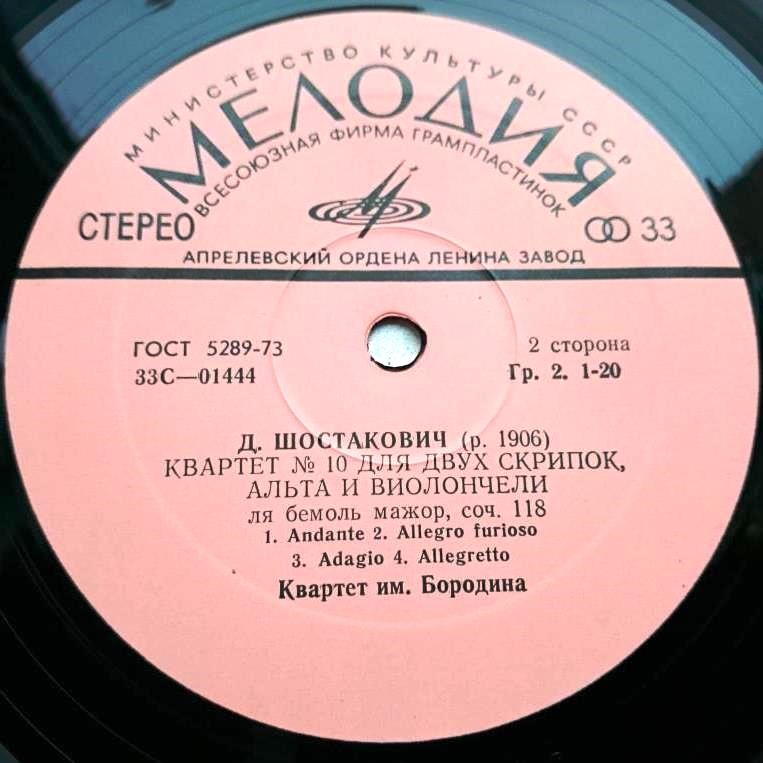 МИНИСТЕРСТВО КУЛЬТУРЫ СССР
МЕЛОДИЯ
ВСЕСОЮЗНАЯ ФИРМА ГРАМПЛАСТИНОК
СТЕРЕО
33
АПРЕЛЕВСКИЙ ОРДЕНА ЛЕНИНА ЗАВОД
ГОСТ 5289-73
2 сторона
33С—01444
Гр. 2. 1-20
Д. ШОСТАКОВИЧ (р. 1906)
КВАРТЕТ № 10 ДЛЯ ДВУХ СКРИПОК,
АЛЬТА И ВИОЛОНЧЕЛИ
ля бемоль мажор, соч. 118
1. Andante 2. Allegro furioso
3. Adagio 4. Allegretto
Квартет им. Бородина